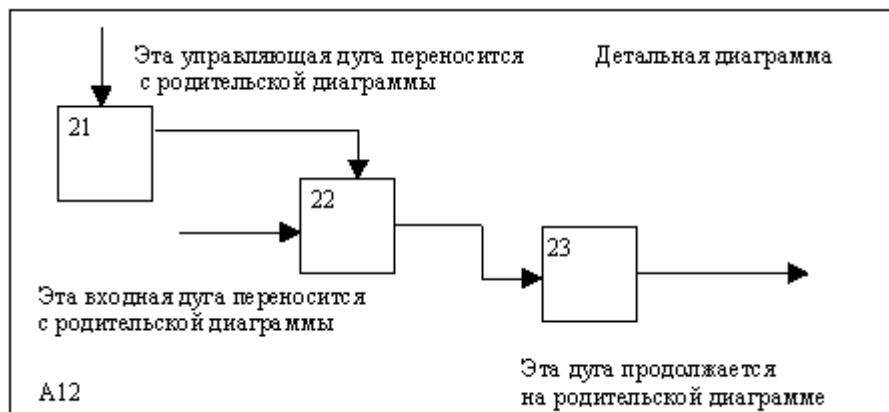 Эта управляющая дуга переносится
с родительской диаграммы
Детальная диаграмма
21
22
23
Эта входная дуга переносится
с родительской диаграммы
Эта дуга продолжается
на родительской диаграмме
A12